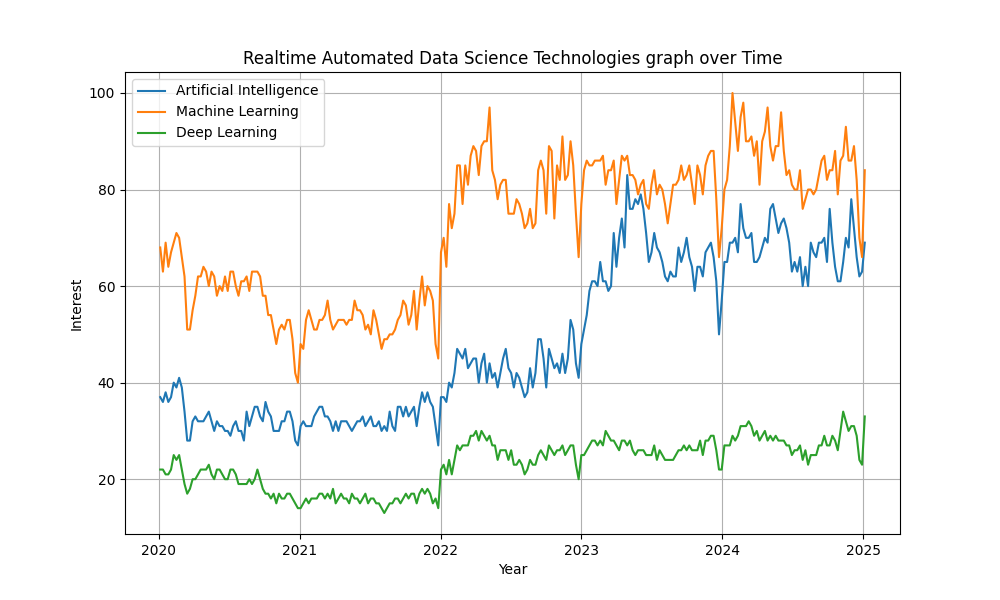 Realtime Automated Data Science Technologies graph over Time
Artificial Intelligence
Machine Learning
Deep Learning
100
80
60
40
20
Interest
2020 2021 2022 2023 2024 2025
Year